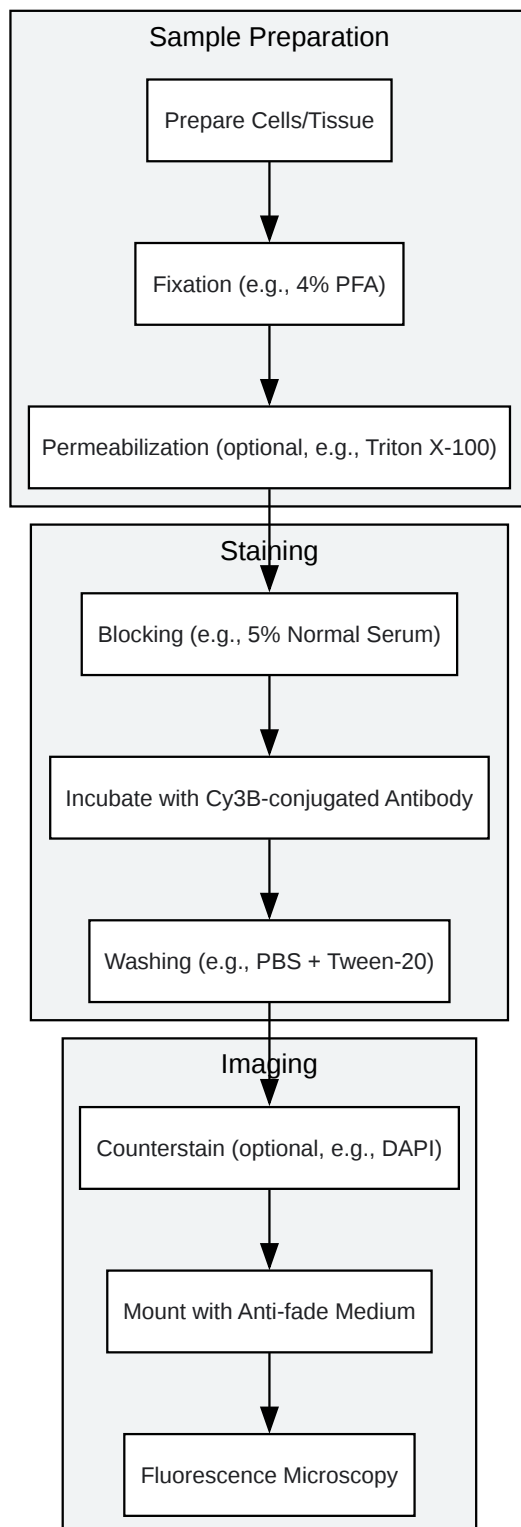 Sample Preparation
Prepare Cells/Tissue
Fixation (e.g., 4% PFA)
Permeabilization (optional, e.g., Triton X-100)
Staining
Blocking (e.g., 5% Normal Serum)
Incubate with Cy3B-conjugated Antibody
Washing (e.g., PBS + Tween-20)
Imaging
Counterstain (optional, e.g., DAPI)
Mount with Anti-fade Medium
Fluorescence Microscopy